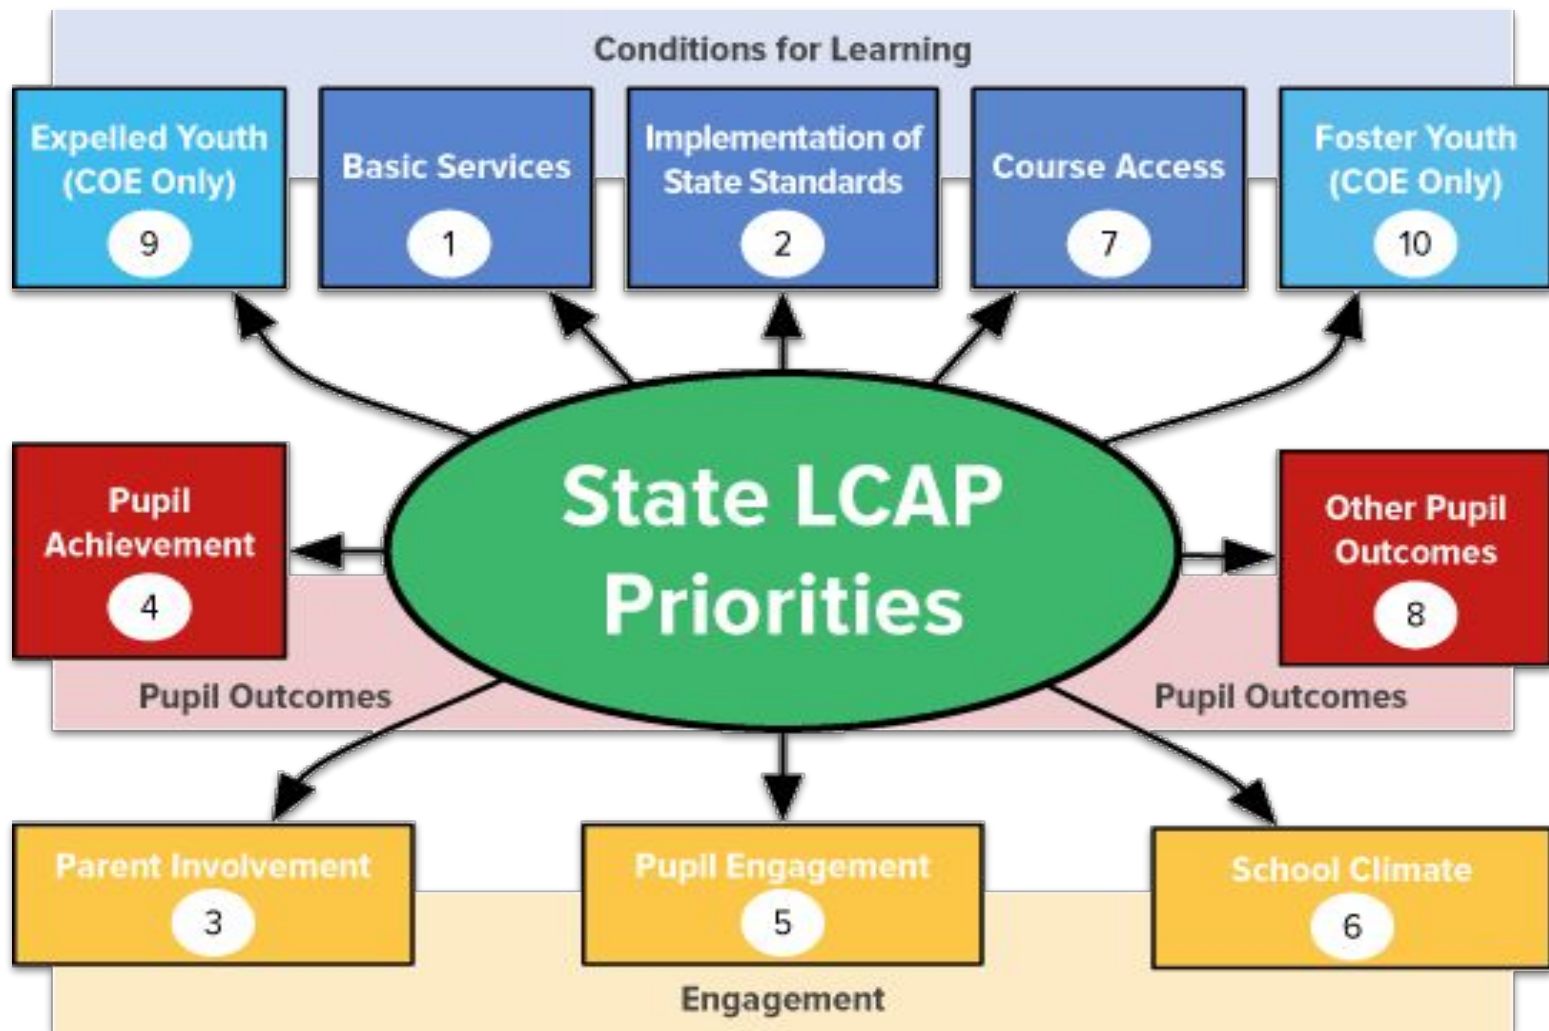 Conditions for Learning
Expelled Youth
(COE Only)
9
Basic Services
1
Implementation of
State Standards
2
Course Access
7
Foster Youth
(COE Only)
10
State LCAP
Priorities
Pupil
Achievement
4
Pupil Outcomes
Other Pupil
Outcomes
8
Pupil Outcomes
Parent Involvement
3
Pupil Engagement
5
School Climate
6
Engagement